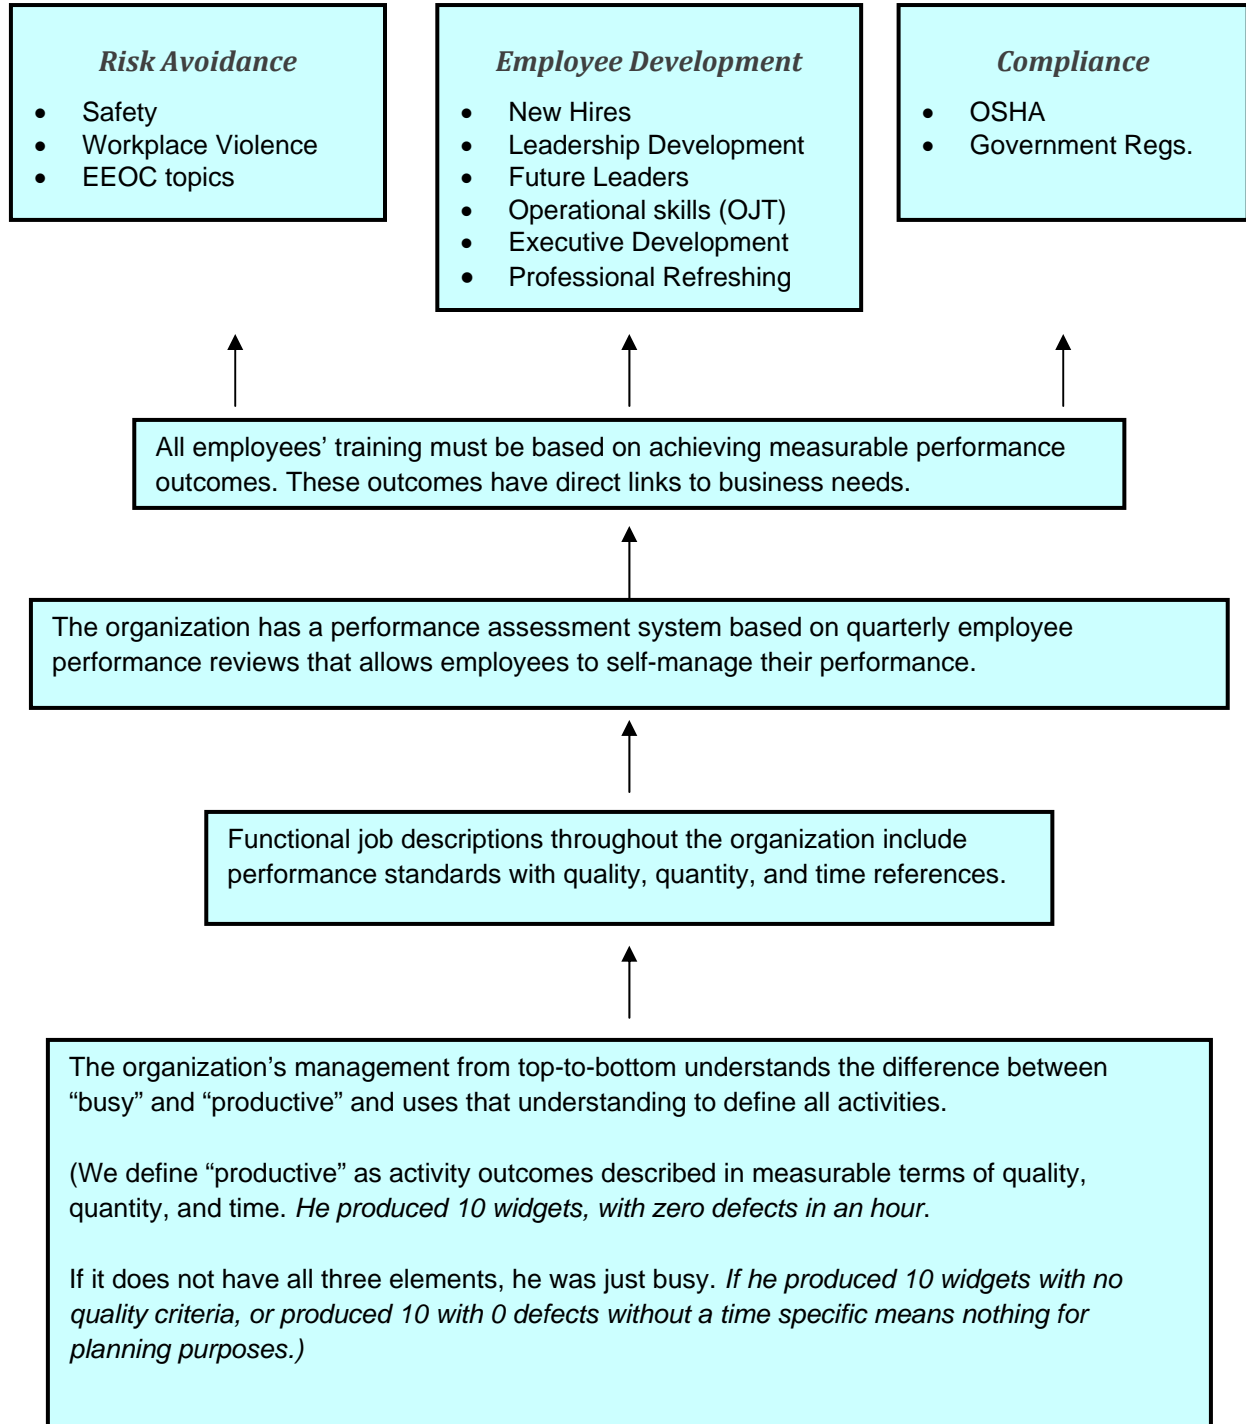 Risk Avoidance
• Safety
• Workplace Violence
• EEOC topics
Employee Development
• New Hires
• Leadership Development
• Future Leaders
• Operational skills (OJT)
• Executive Development
• Professional Refreshing
Compliance
• OSHA
• Government Regs.
All employees’ training must be based on achieving measurable performance
outcomes. These outcomes have direct links to business needs.
The organization has a performance assessment system based on quarterly employee
performance reviews that allows employees to self-manage their performance.
Functional job descriptions throughout the organization include
performance standards with quality, quantity, and time references.
The organization’s management from top-to-bottom understands the difference between
“busy” and “productive” and uses that understanding to define all activities.
(We define “productive” as activity outcomes described in measurable terms of quality,
quantity, and time. He produced 10 widgets, with zero defects in an hour.
If it does not have all three elements, he was just busy. If he produced 10 widgets with no
quality criteria, or produced 10 with 0 defects without a time specific means nothing for
planning purposes.)